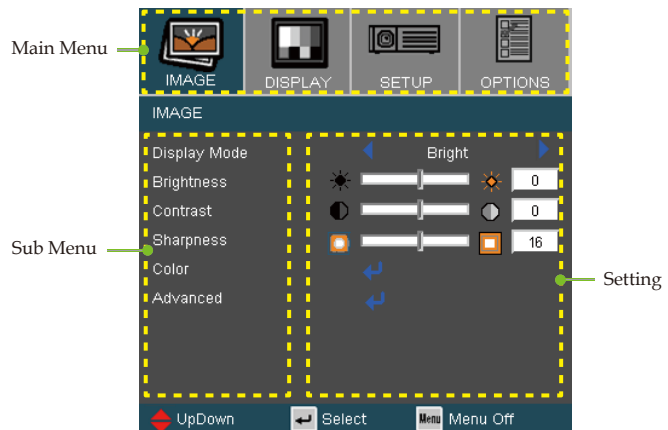 Main Menu
IMAGE DISPLAY SETUP OPTIONS
IMAGE
Display Mode Bright
Brightness 0
Contrast 0
Sharpness 16
Sub Menu
Color
Setting
Advanced
UpDown Select Menu Menu Off